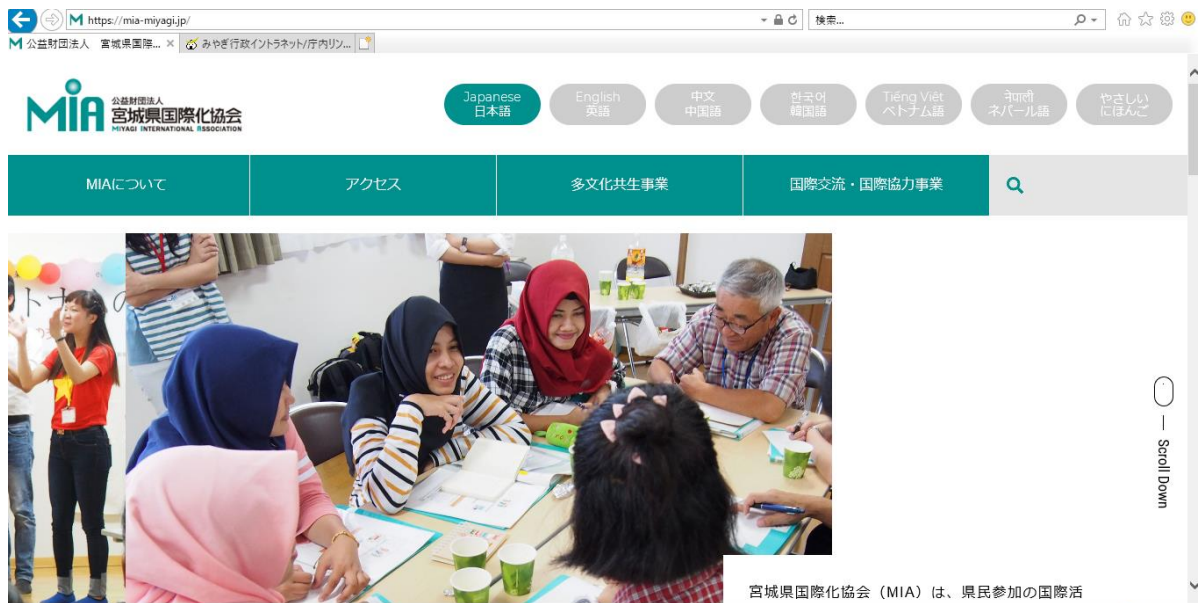 https://mia-miyagi.jp/
検索...
公益財団法人 宮城県国際...
みやぎ行政イントラネット/庁内リン...
MIA
公益財団法人
宮城県国際化協会
MIYAGI INTERNATIONAL ASSOCIATION
Japanese
日本語
English
英語
中文
中国語
한국어
韓国語
Tiếng Việt
ベトナム語
नेपाली
ネパール語
やさしい
にほんご
MIAについて
アクセス
多文化共生事業
国際交流・国際協力事業
Scroll Down
宮城県国際化協会（MIA）は、県民参加の国際活